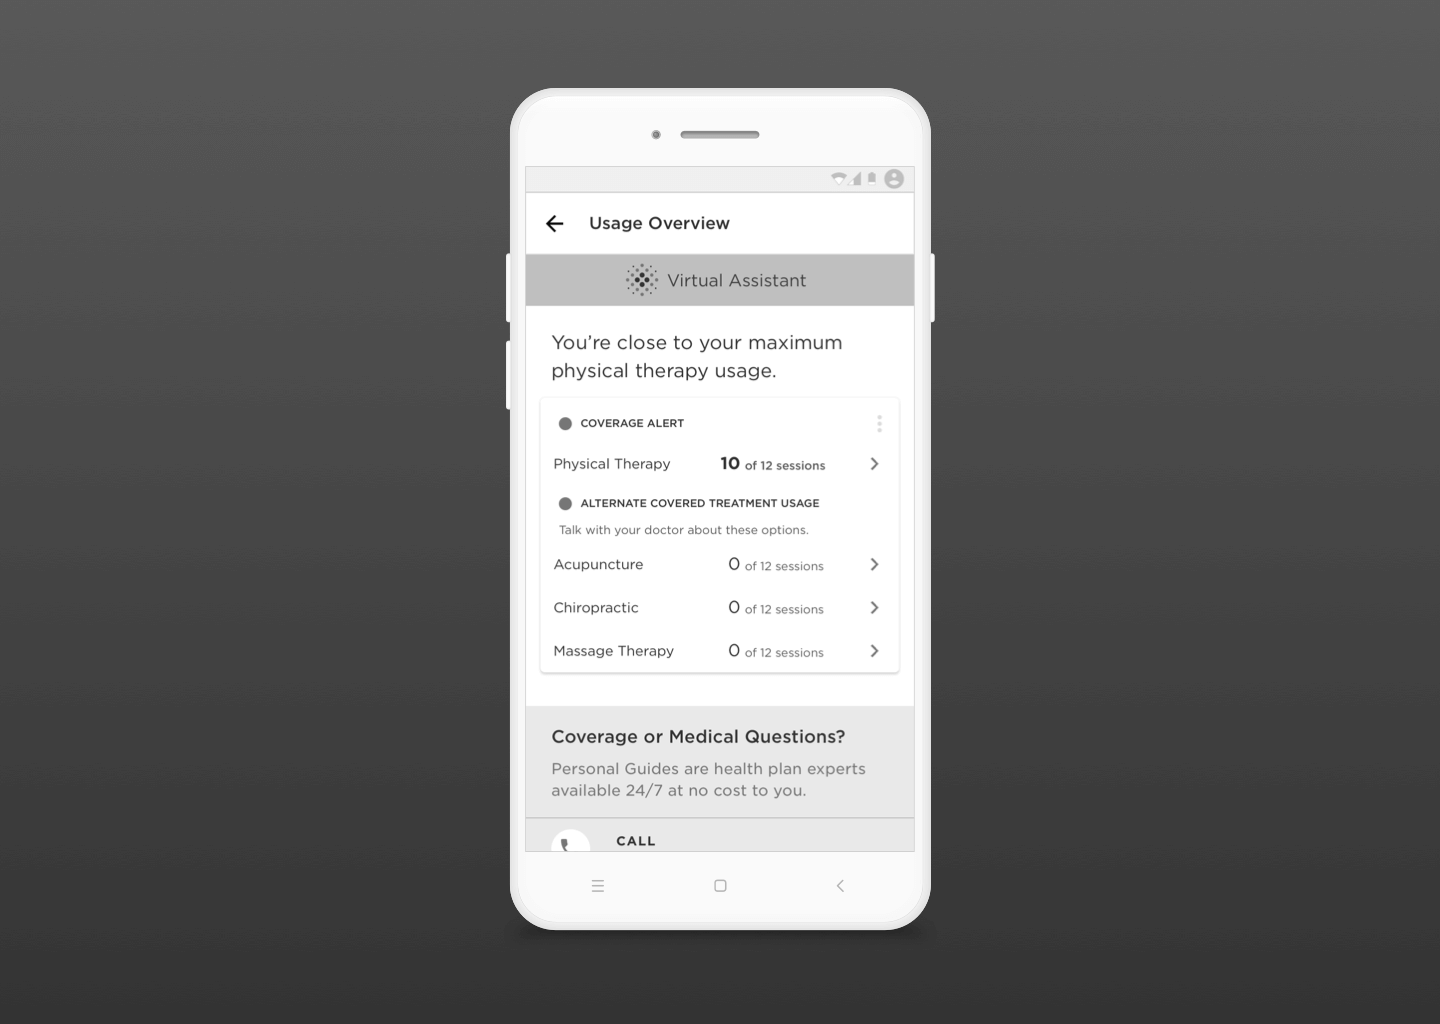 Usage Overview
Virtual Assistant
You’re close to your maximum
physical therapy usage.
COVERAGE ALERT
Physical Therapy 10 of 12 sessions
ALTERNATE COVERED TREATMENT USAGE
Talk with your doctor about these options.
Acupuncture 0 of 12 sessions
Chiropractic 0 of 12 sessions
Massage Therapy 0 of 12 sessions
Coverage or Medical Questions?
Personal Guides are health plan experts
available 24/7 at no cost to you.
CALL